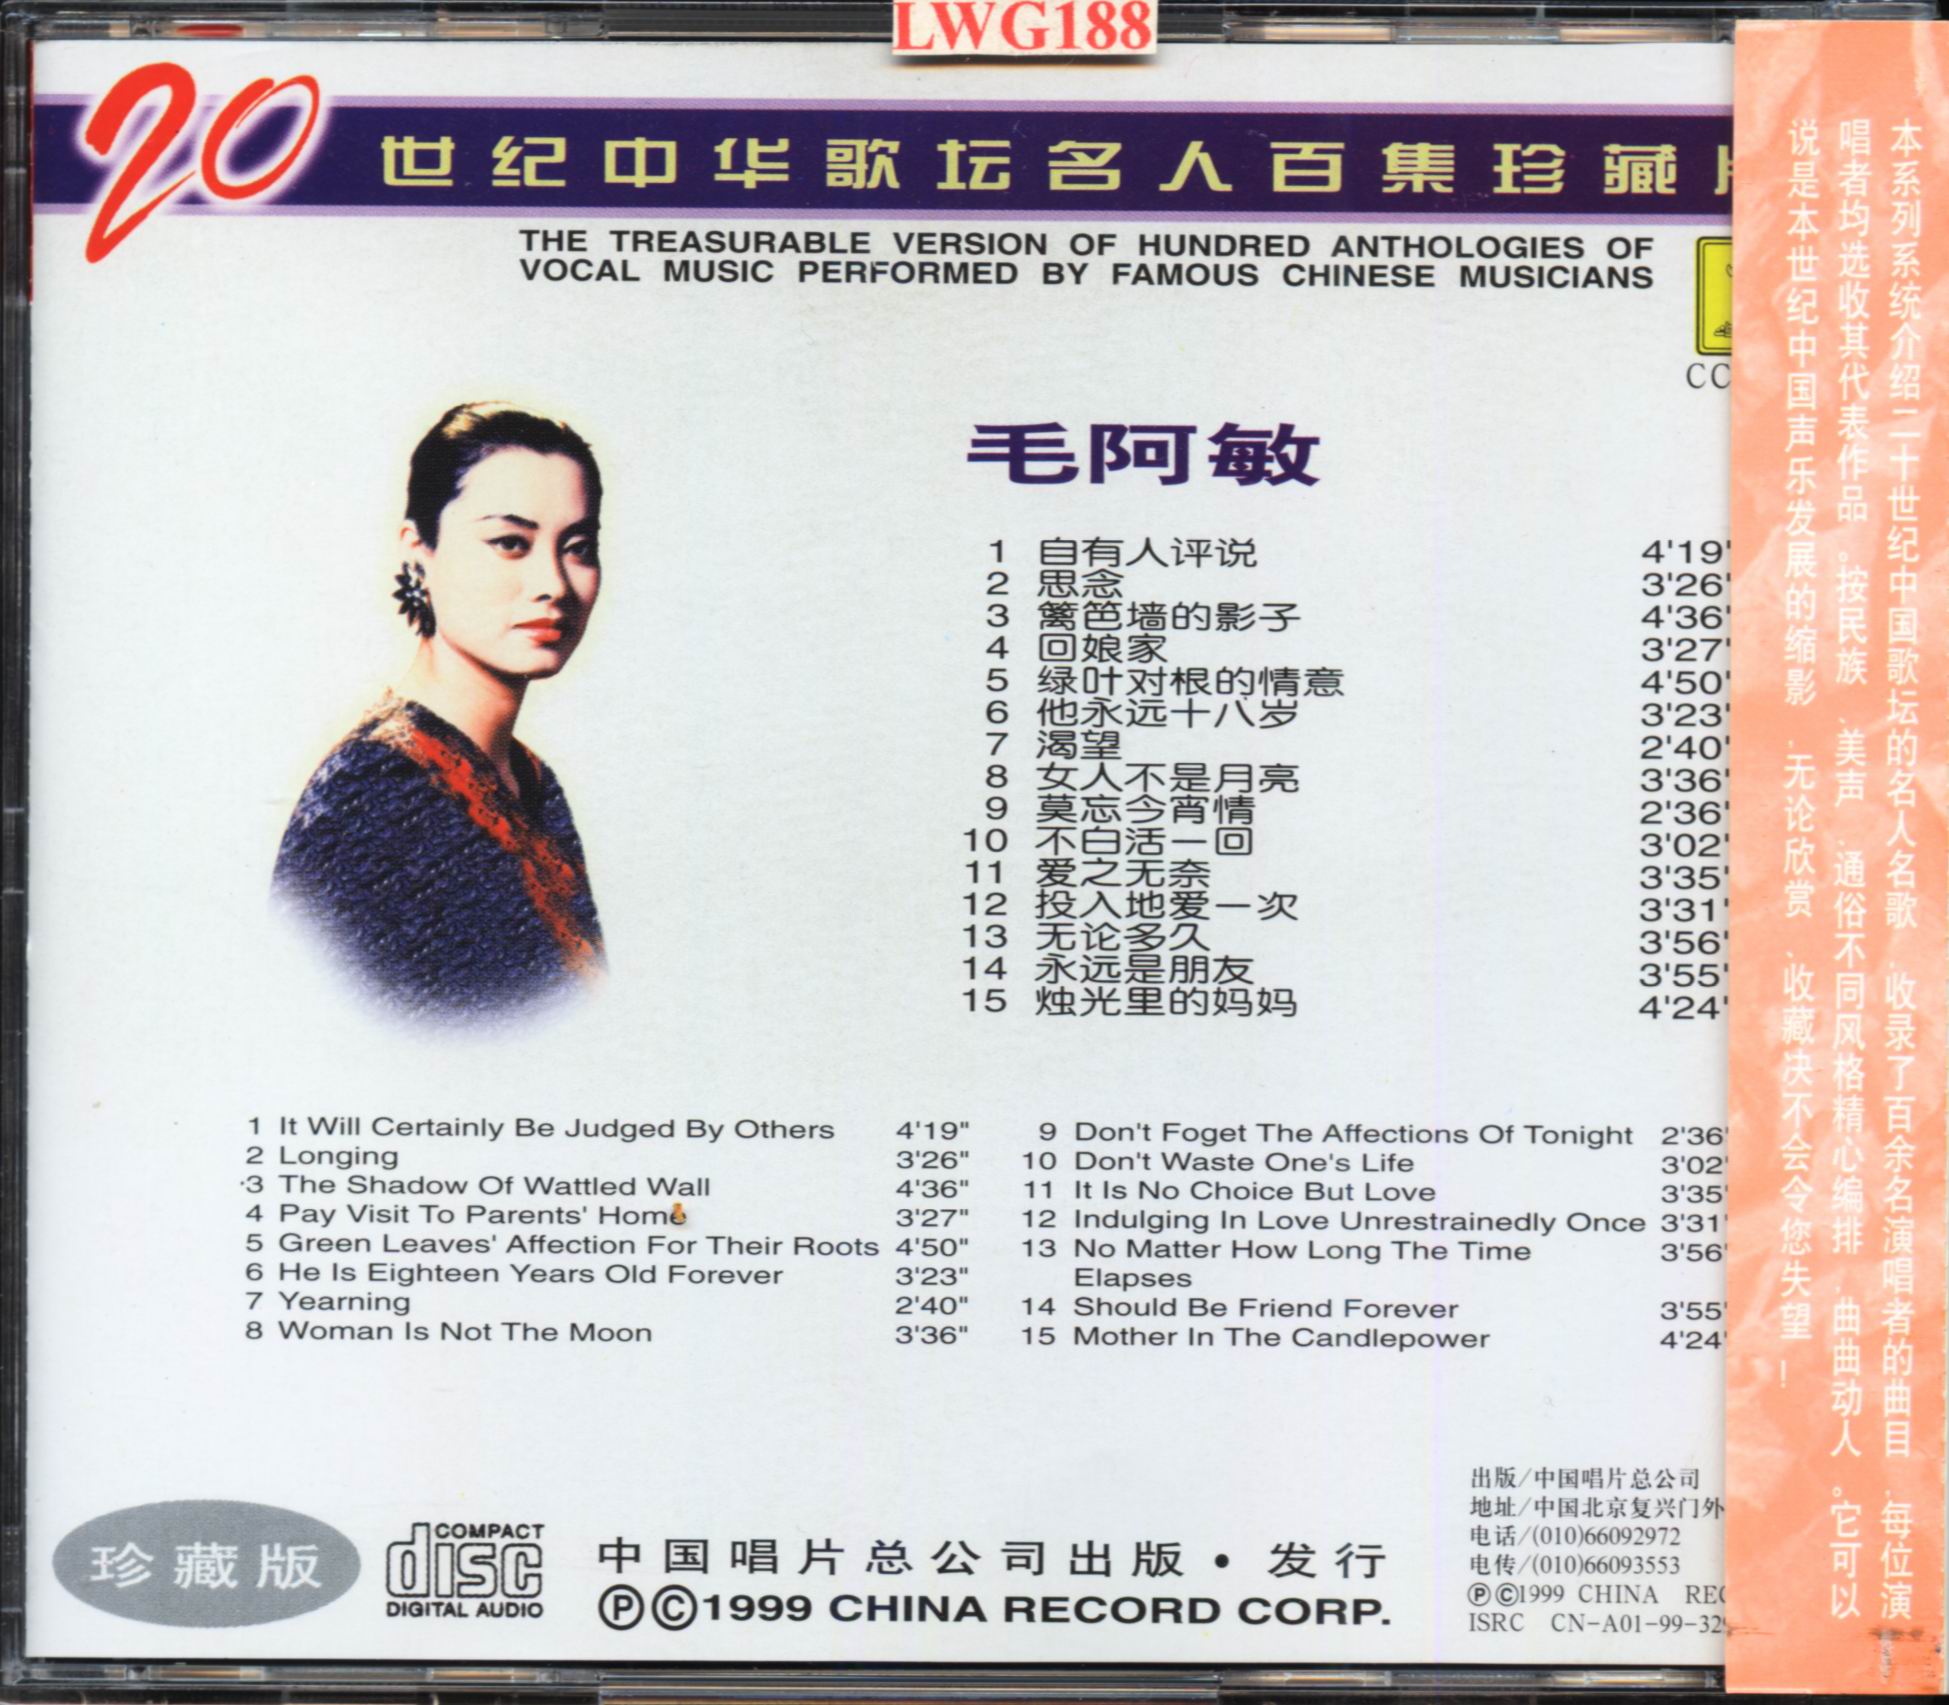 LWG188
20世纪中华歌坛名人百集珍藏
THE TREASURABLE VERSION OF HUNDRED ANTHOLOGIES OF
VOCAL MUSIC PERFORMED BY FAMOUS CHINESE MUSICIANS
CC
毛阿敏
1 自有人评说 4'19"
2 思念 3'26"
3 篱笆墙的影子 4'36"
4 回娘家 3'27"
5 绿叶对根的情意 4'50"
6 他永远十八岁 3'23"
7 渴望 2'40"
8 女人不是月亮 3'36"
9 莫忘今宵情 2'36"
10 不白活一回 3'02"
11 爱之无奈 3'35"
12 投入地爱一次 3'31"
13 无论多久 3'56"
14 永远是朋友 3'55"
15 烛光里的妈妈 4'24"
1 It Will Certainly Be Judged By Others 4'19"
2 Longing 3'26"
3 The Shadow Of Wattled Wall 4'36"
4 Pay Visit To Parents' Home 3'27"
5 Green Leaves' Affection For Their Roots 4'50"
6 He Is Eighteen Years Old Forever 3'23"
7 Yearning 2'40"
8 Woman Is Not The Moon 3'36"
9 Don't Foget The Affections Of Tonight 2'36"
10 Don't Waste One's Life 3'02"
11 It Is No Choice But Love 3'35"
12 Indulging In Love Unrestrainedly Once 3'31"
13 No Matter How Long The Time 3'56"
Elapses
14 Should Be Friend Forever 3'55"
15 Mother In The Candlepower 4'24"
珍藏版
COMPACT
disc
DIGITAL AUDIO
中国唱片总公司出版·发行
ⓅⒸ1999 CHINA RECORD CORP.
出版/中国唱片总公司
地址/中国北京复兴门外
电话/(010)66092972
电传/(010)66093553
ⓅⒸ1999 CHINA REC
ISRC CN-A01-99-32
本系列系统介绍二十世纪中国歌坛的名人名歌,收录了百余名演唱者的曲目,每位演
唱者均选收其代表作品。按民族、美声、通俗不同风格精心编排,曲曲动人。它可以
说是本世纪中国声乐发展的缩影,无论欣赏、收藏决不会令您失望!